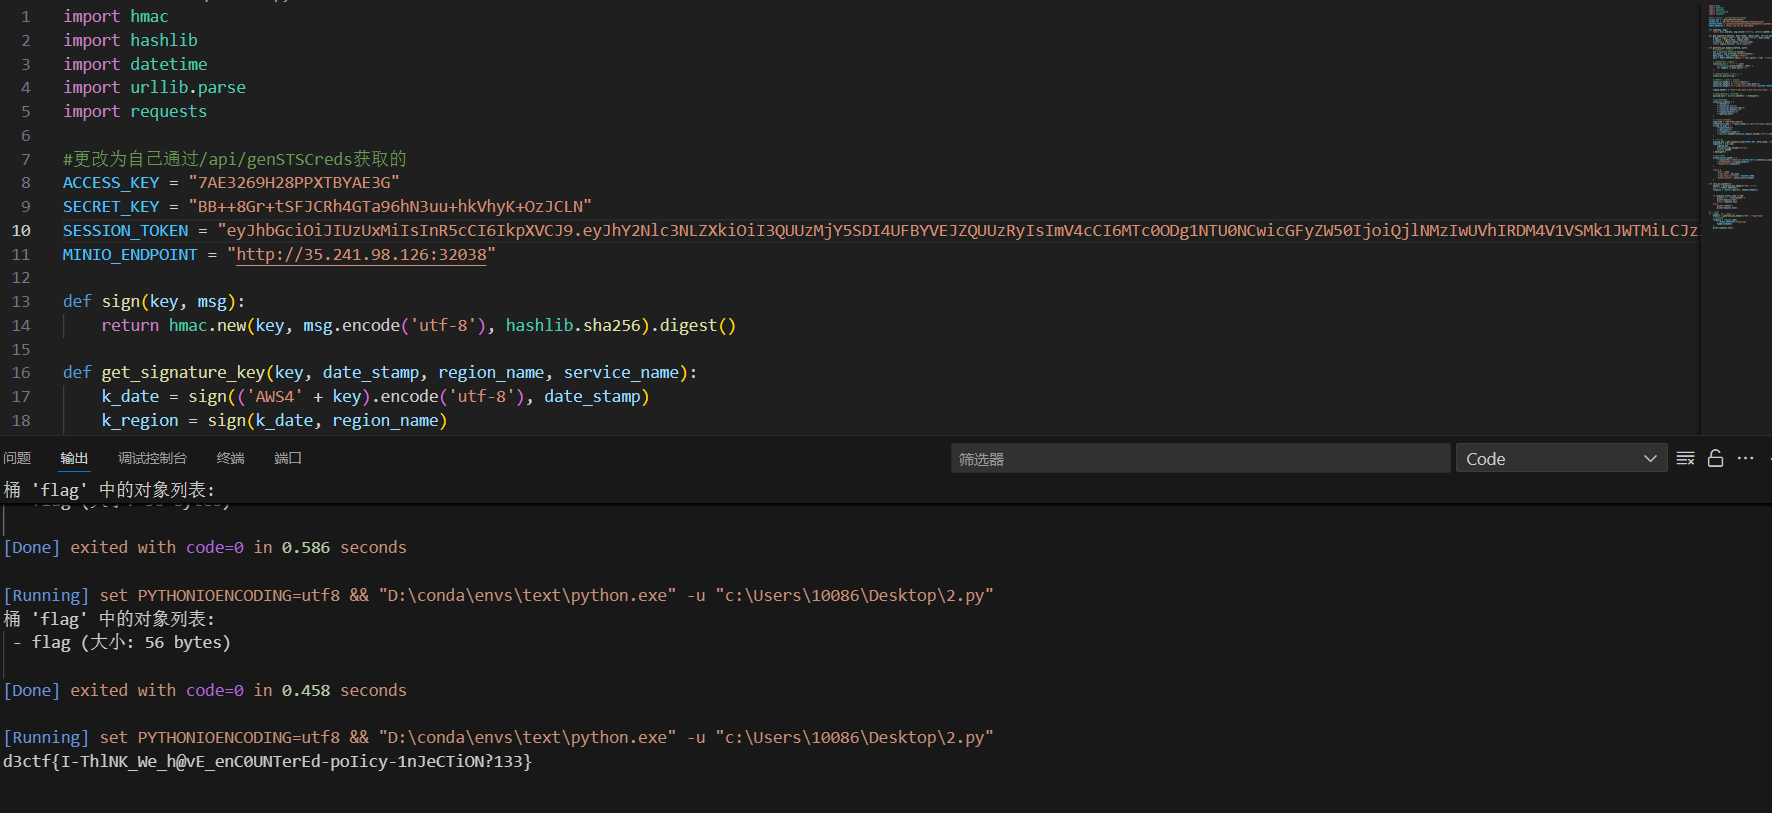 1 import hmac
2 import hashlib
3 import datetime
4 import urllib.parse
5 import requests
6
7 #更改为自己通过/api/genSTSCreds获取的
8 ACCESS_KEY = "7AE3269H28PPXTBYAE3G"
9 SECRET_KEY = "BB++8Gr+tSFJCRh4GTa96hN3uu+hkVhyK+OzJCLN"
10 SESSION_TOKEN = "eyJhbGciOiJIUzUxMiIsInR5cCI6IkpXVCJ9.eyJhY2Nlc3NLZXkiOiI3QUUzMjY5SDI4UFBYVEJZQUUzRyIsImV4cCI6MTc0ODg1NTU0NCwicGFyZW50IjoiQjlNMzIwUVhIRDM4V1VSMk1JWTMiLCJzI
11 MINIO_ENDPOINT = "http://35.241.98.126:32038"
12
13 def sign(key, msg):
14 return hmac.new(key, msg.encode('utf-8'), hashlib.sha256).digest()
15
16 def get_signature_key(key, date_stamp, region_name, service_name):
17 k_date = sign(('AWS4' + key).encode('utf-8'), date_stamp)
18 k_region = sign(k_date, region_name)
问题 输出 调试控制台 终端 端口 筛选器 Code
桶 'flag' 中的对象列表:
[Done] exited with code=0 in 0.586 seconds
[Running] set PYTHONIOENCODING=utf8 && "D:\conda\envs\text\python.exe" -u "c:\Users\10086\Desktop\2.py"
桶 'flag' 中的对象列表:
- flag (大小: 56 bytes)
[Done] exited with code=0 in 0.458 seconds
[Running] set PYTHONIOENCODING=utf8 && "D:\conda\envs\text\python.exe" -u "c:\Users\10086\Desktop\2.py"
d3ctf{I-ThlNK_We_h@vE_enC0UNTerEd-poIicy-1nJeCTiON?133}